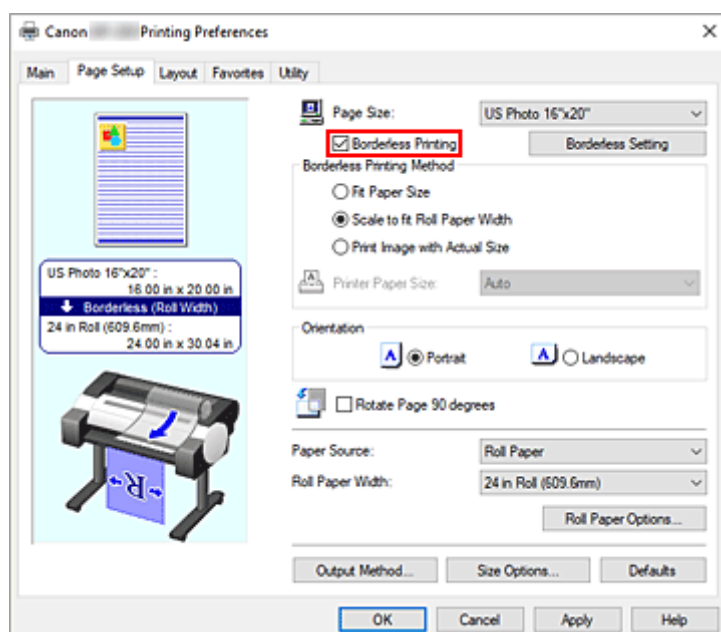 Canon Printing Preferences
Main Page Setup Layout Favorites Utility
Page Size: US Photo 16"x20"
Borderless Printing Borderless Setting
Borderless Printing Method
Fit Paper Size
Scale to fit Roll Paper Width
Print Image with Actual Size
Printer Paper Size: Auto
US Photo 16"x20" :
16.00 in x 20.00 in
Borderless (Roll Width)
24 in Roll (609.6mm) :
24.00 in x 30.04 in
Orientation
A Portrait A Landscape
Rotate Page 90 degrees
R
Paper Source: Roll Paper
Roll Paper Width: 24 in Roll (609.6mm)
Roll Paper Options...
Output Method... Size Options... Defaults
OK Cancel Apply Help